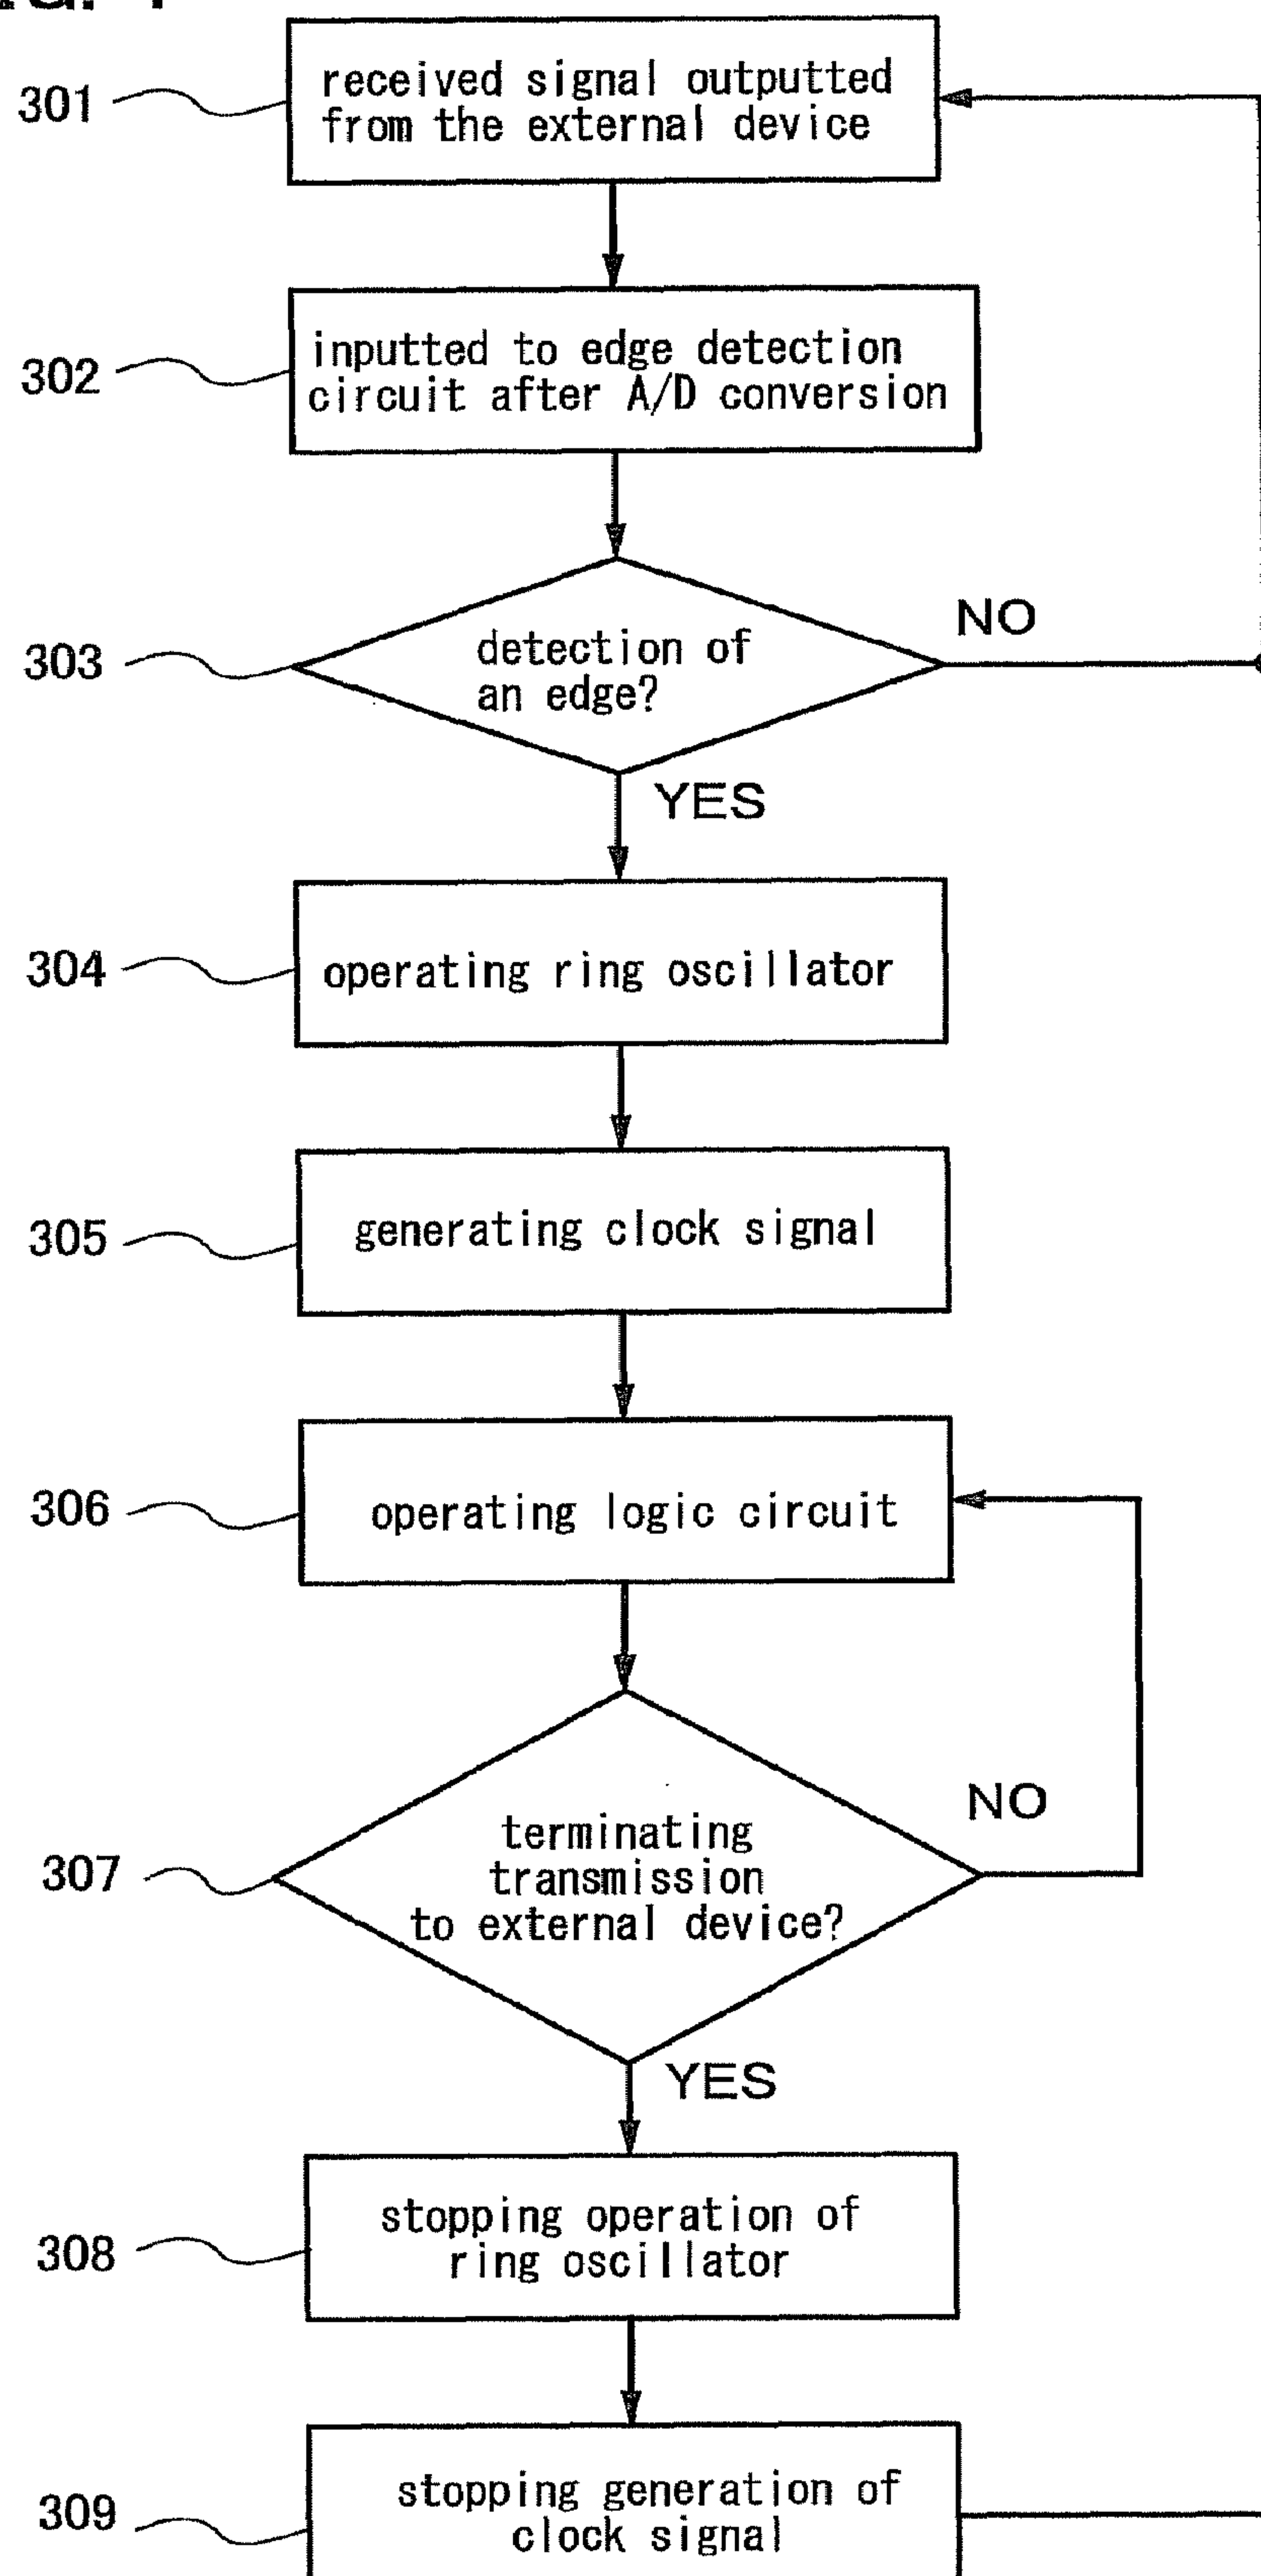 301
received signal outputted
from the external device
302
inputted to edge detection
circuit after A/D conversion
303
detection of
an edge?
NO
YES
304
operating ring oscillator
305
generating clock signal
306
operating logic circuit
307
terminating
transmission
to external device?
NO
YES
308
stopping operation of
ring oscillator
309
stopping generation of
clock signal